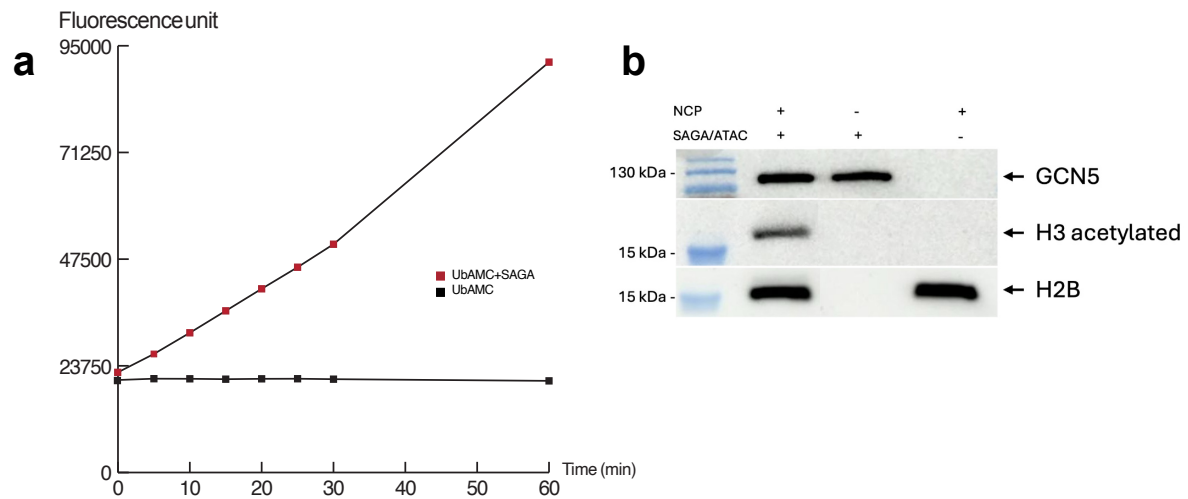 a
Fluorescence unit
95000
71250
47500
23750
0
0 10 20 30 40 50 60
Time (min)
UbAMC+SAGA
UbAMC
b
NCP + - +
SAGA/ATAC + + -
130 kDa - ← GCN5
← H3 acetylated
15 kDa -
15 kDa - ← H2B